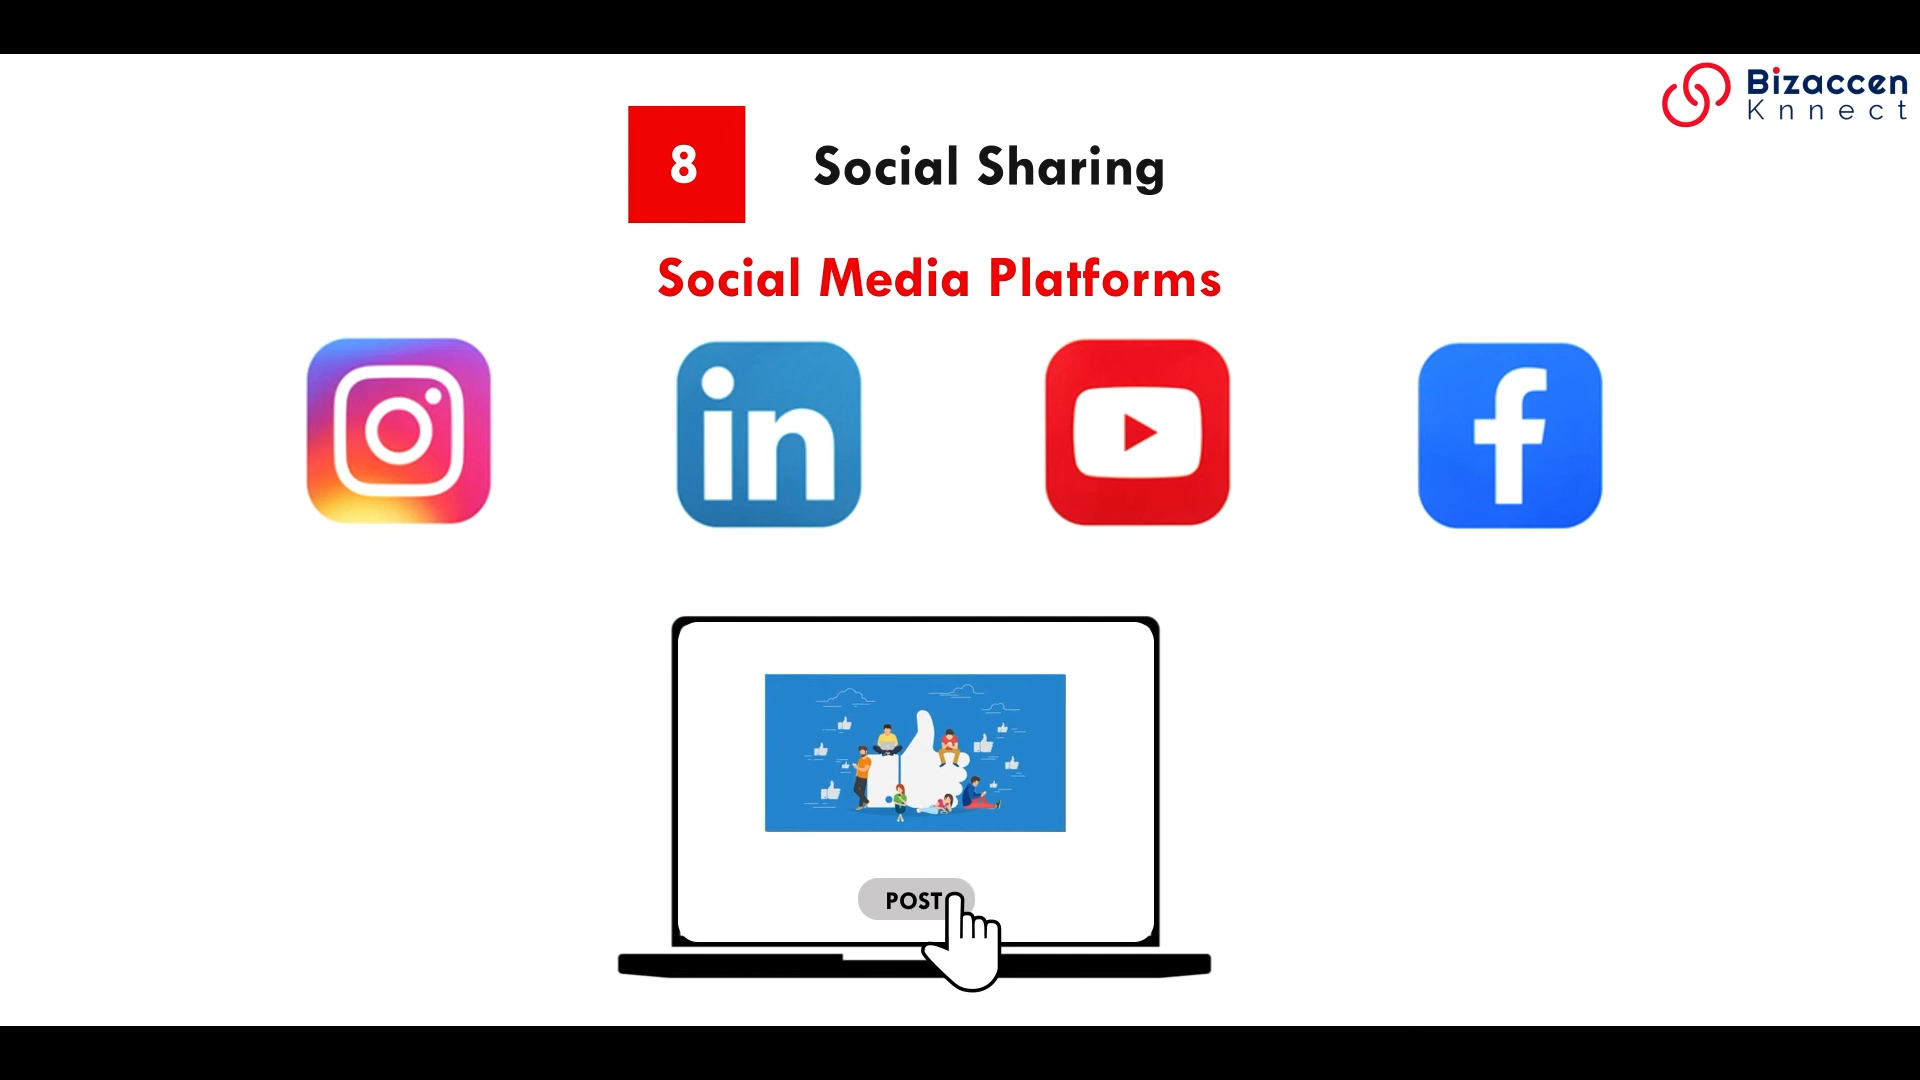 Bizaccen
Knnect
8 Social Sharing
Social Media Platforms
in
f
POST